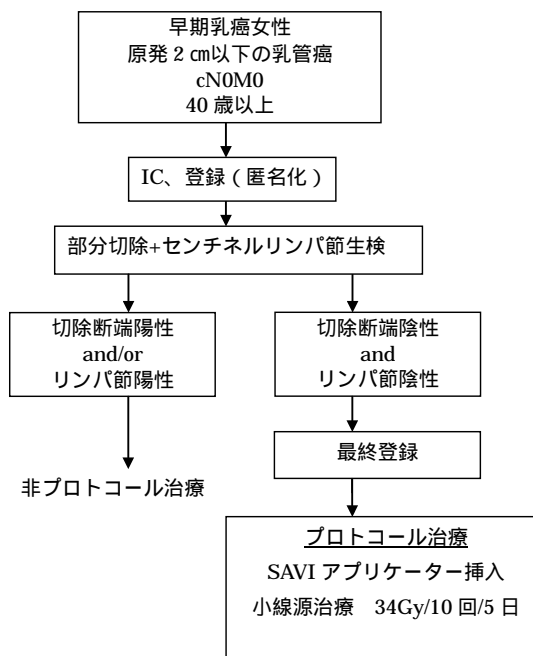 早期乳癌女性
原発 2 ㎝以下の乳管癌
cN0M0
40 歳以上
IC、登録（匿名化）
部分切除+センチネルリンパ節生検
切除断端陽性
and/or
リンパ節陽性
切除断端陰性
and
リンパ節陰性
最終登録
非プロトコール治療
プロトコール治療
SAVI アプリケーター挿入
小線源治療　34Gy/10 回/5 日